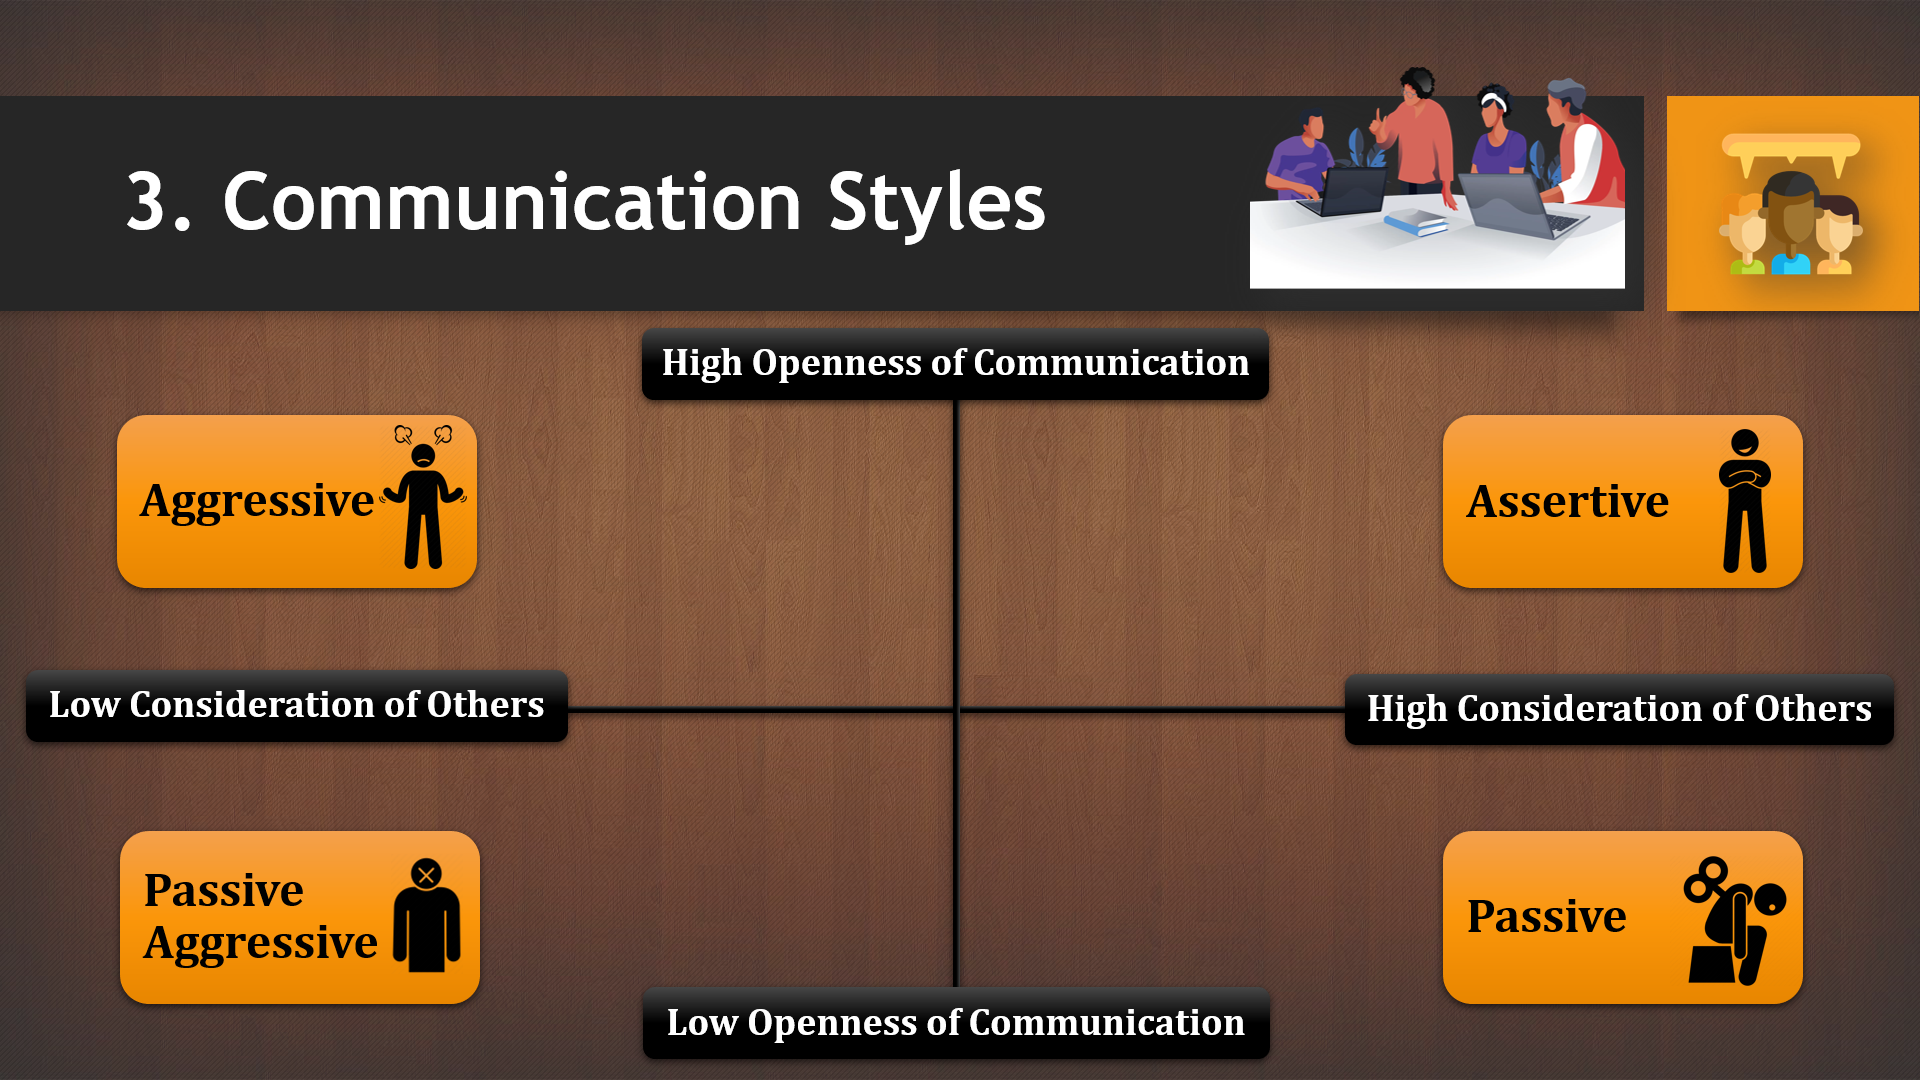 3. Communication Styles
High Openness of Communication
Aggressive
Assertive
Low Consideration of Others
High Consideration of Others
Passive
Aggressive
Passive
Low Openness of Communication